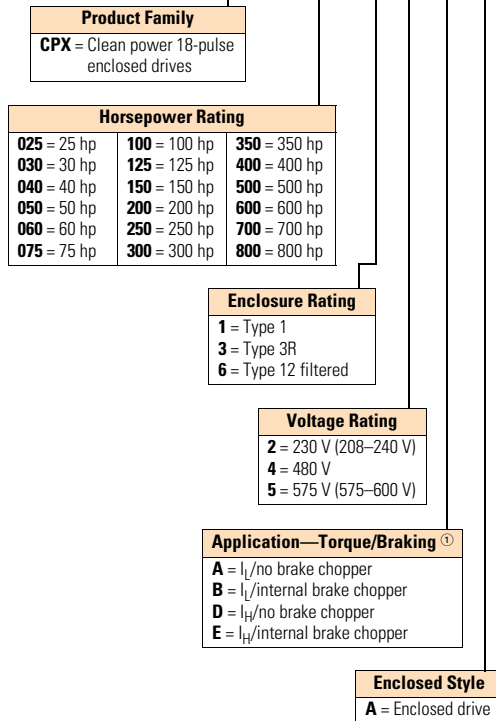 Product Family
CPX = Clean power 18-pulse
enclosed drives
Horsepower Rating
025 = 25 hp 100 = 100 hp 350 = 350 hp
030 = 30 hp 125 = 125 hp 400 = 400 hp
040 = 40 hp 150 = 150 hp 500 = 500 hp
050 = 50 hp 200 = 200 hp 600 = 600 hp
060 = 60 hp 250 = 250 hp 700 = 700 hp
075 = 75 hp 300 = 300 hp 800 = 800 hp
Enclosure Rating
1 = Type 1
3 = Type 3R
6 = Type 12 filtered
Voltage Rating
2 = 230 V (208–240 V)
4 = 480 V
5 = 575 V (575–600 V)
Application—Torque/Braking ①
A = IL/no brake chopper
B = IL/internal brake chopper
D = IH/no brake chopper
E = IH/internal brake chopper
Enclosed Style
A = Enclosed drive